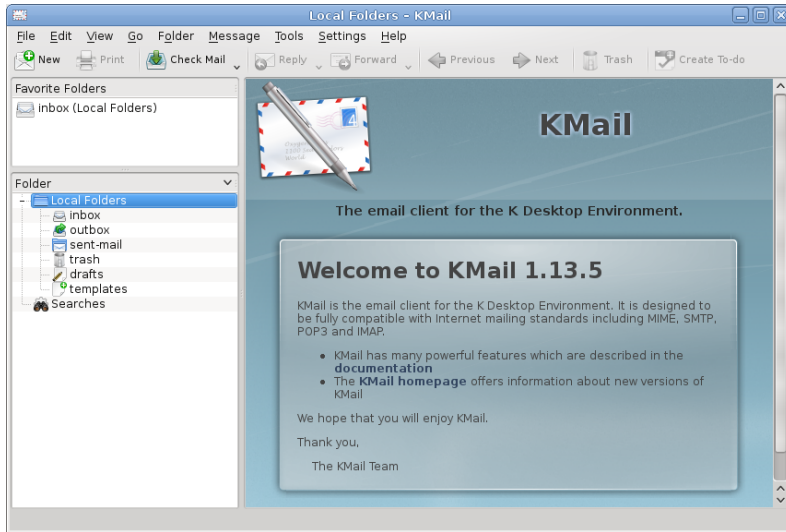 Local Folders – KMail
File Edit View Go Folder Message Tools Settings Help
New Print Check Mail Reply Forward Previous Next Trash Create To-do
Favorite Folders
inbox (Local Folders)
Folder
Local Folders
inbox
outbox
sent-mail
trash
drafts
templates
Searches
KMail
The email client for the K Desktop Environment.
Welcome to KMail 1.13.5
KMail is the email client for the K Desktop Environment. It is designed to
be fully compatible with Internet mailing standards including MIME, SMTP,
POP3 and IMAP.
• KMail has many powerful features which are described in the
documentation
• The KMail homepage offers information about new versions of
KMail
We hope that you will enjoy KMail.
Thank you,
The KMail Team